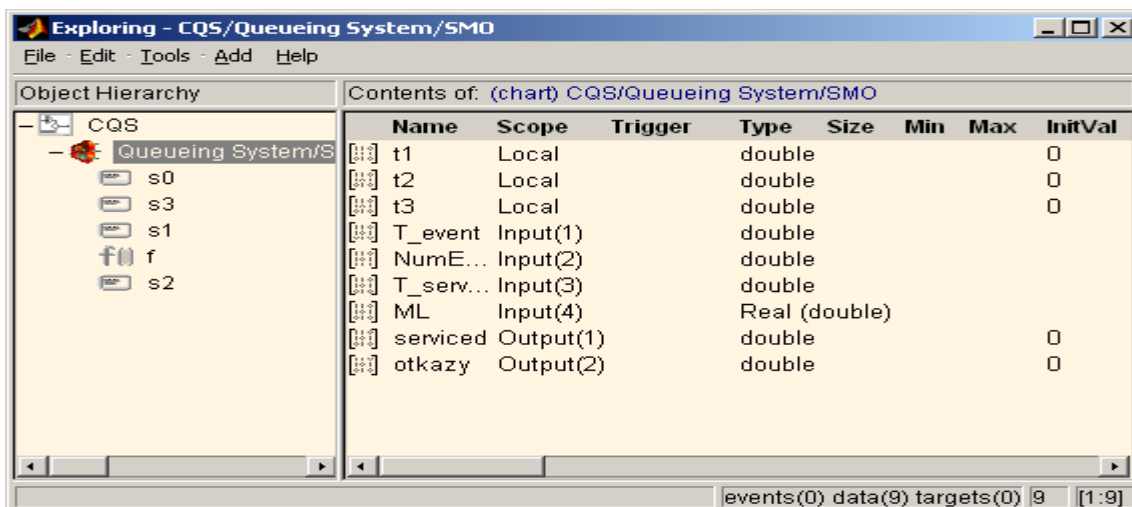 Exploring - CQS/Queueing System/SMO
File Edit Tools Add Help
Object Hierarchy
Contents of: (chart) CQS/Queueing System/SMO
CQS
Queueing System/S
s0
s3
s1
f
s2
Name Scope Trigger Type Size Min Max InitVal
t1 Local double 0
t2 Local double 0
t3 Local double 0
T_event Input(1) double
NumE... Input(2) double
T_serv... Input(3) double
ML Input(4) Real (double)
serviced Output(1) double 0
otkazy Output(2) double 0
events(0) data(9) targets(0) 9 [1:9]